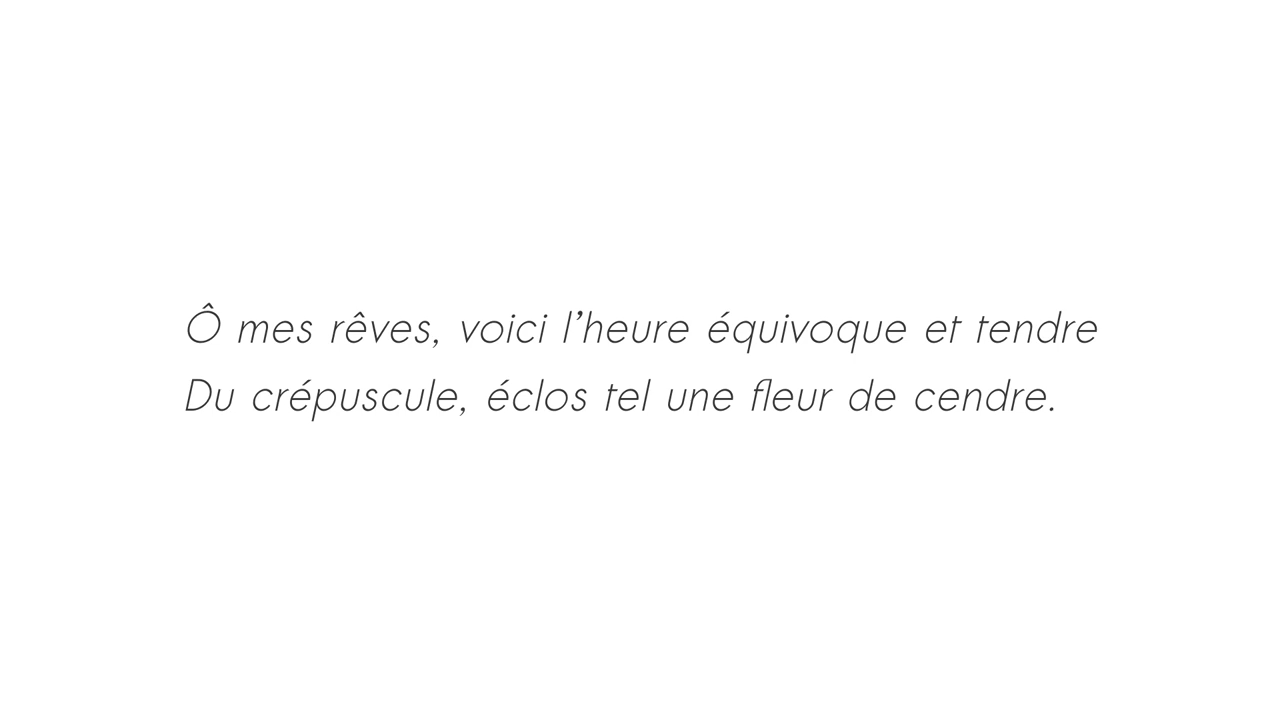 Ô mes rêves, voici l’heure équivoque et tendre
Du crépuscule, éclos tel une fleur de cendre.